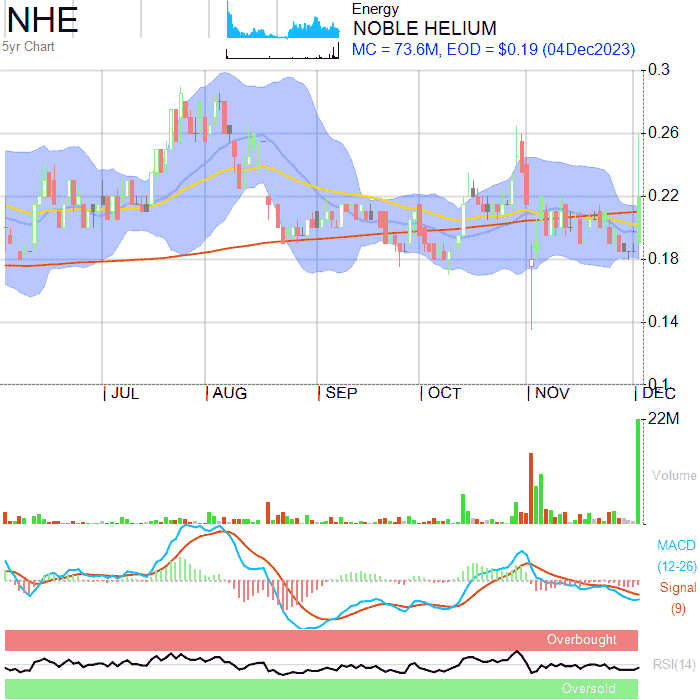 NHE
5yr Chart
Energy
NOBLE HELIUM
MC = 73.6M, EOD = $0.19 (04Dec2023)
0.3
0.26
0.22
0.18
0.14
0.1
JUL
AUG
SEP
OCT
NOV
DEC
22M
Volume
MACD
(12-26)
Signal
(9)
Overbought
RSI(14)
Oversold